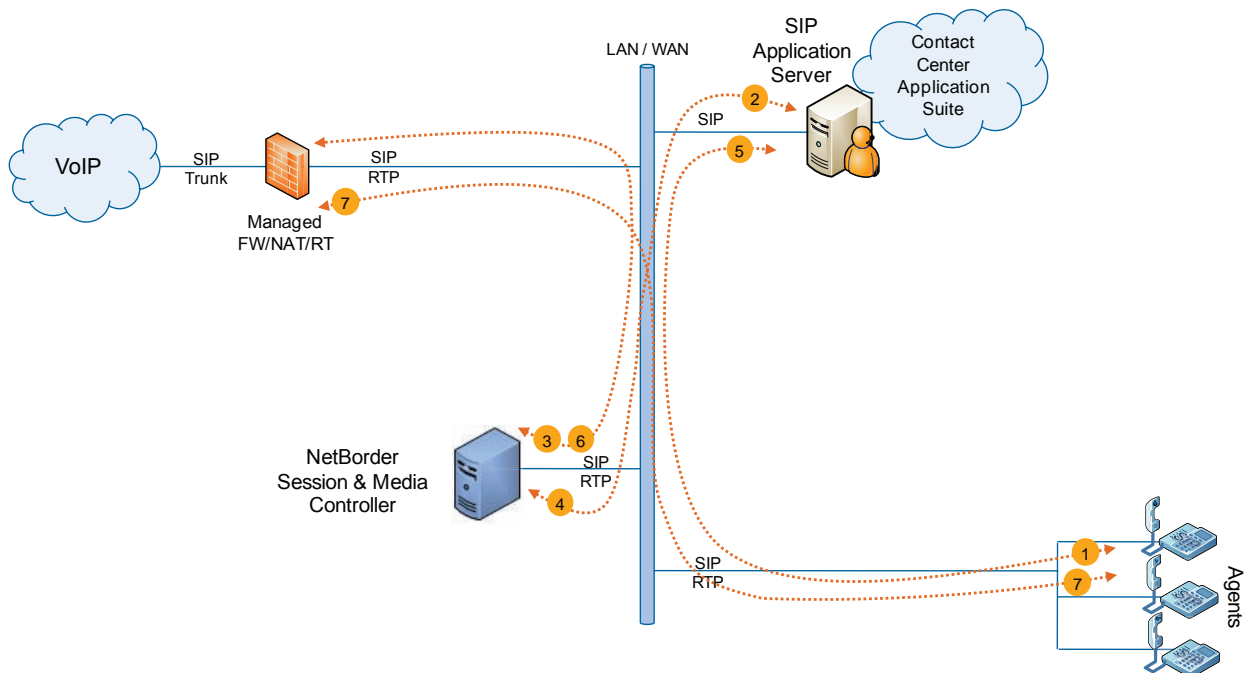 SIP
Application
Server
Contact
Center
Application
Suite
LAN / WAN
2
SIP
5
VoIP
SIP
Trunk
SIP
RTP
7
Managed
FW/NAT/RT
3
6
NetBorder
Session & Media
Controller
SIP
RTP
4
SIP
RTP
1
7
Agents